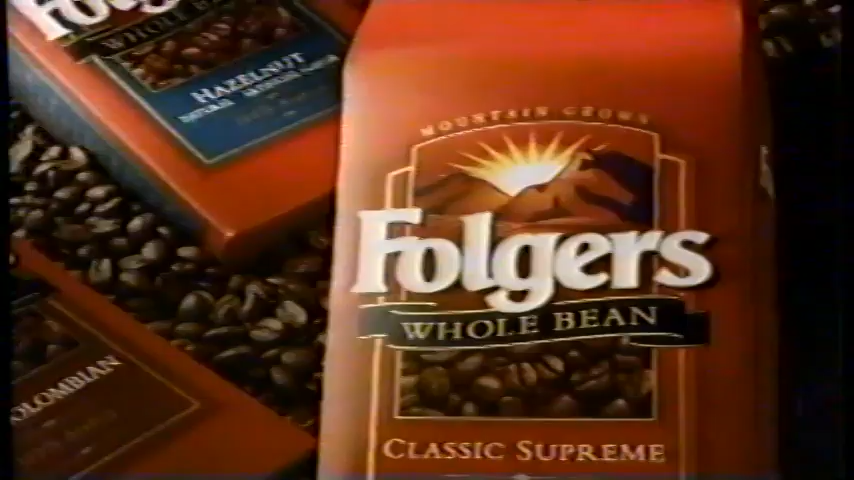 Folgers
WHOLE BEAN
HAZELNUT
MOUNTAIN GROWN
Folgers
WHOLE BEAN
CLASSIC SUPREME
OLOMBIAN